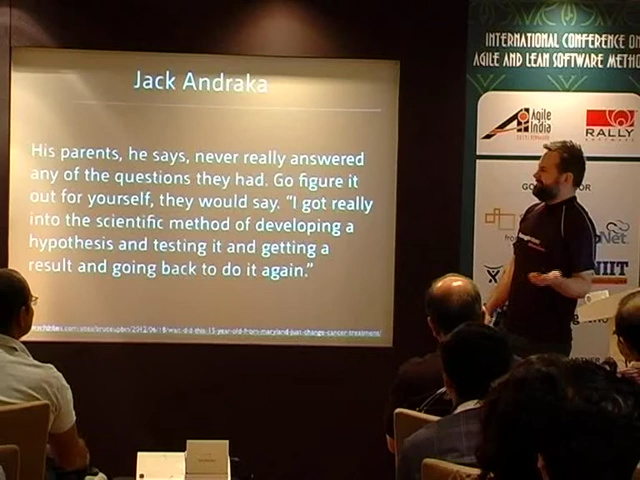 Jack Andraka
His parents, he says, never really answered
any of the questions they had. Go figure it
out for yourself, they would say. “I got really
into the scientific method of developing a
hypothesis and testing it and getting a
result and going back to do it again.”
INTERNATIONAL CONFERENCE ON
AGILE AND LEAN SOFTWARE METHO
Agile
India
RALLY
NIIT